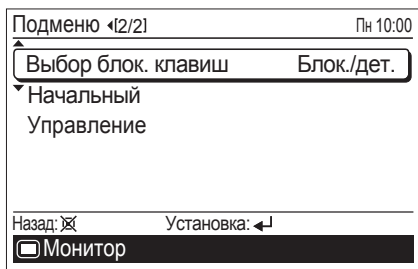 Подменю ◀[2/2] Пн 10:00
Выбор блок. клавиш Блок./дет.
Начальный
Управление
Назад: Установка:
Монитор